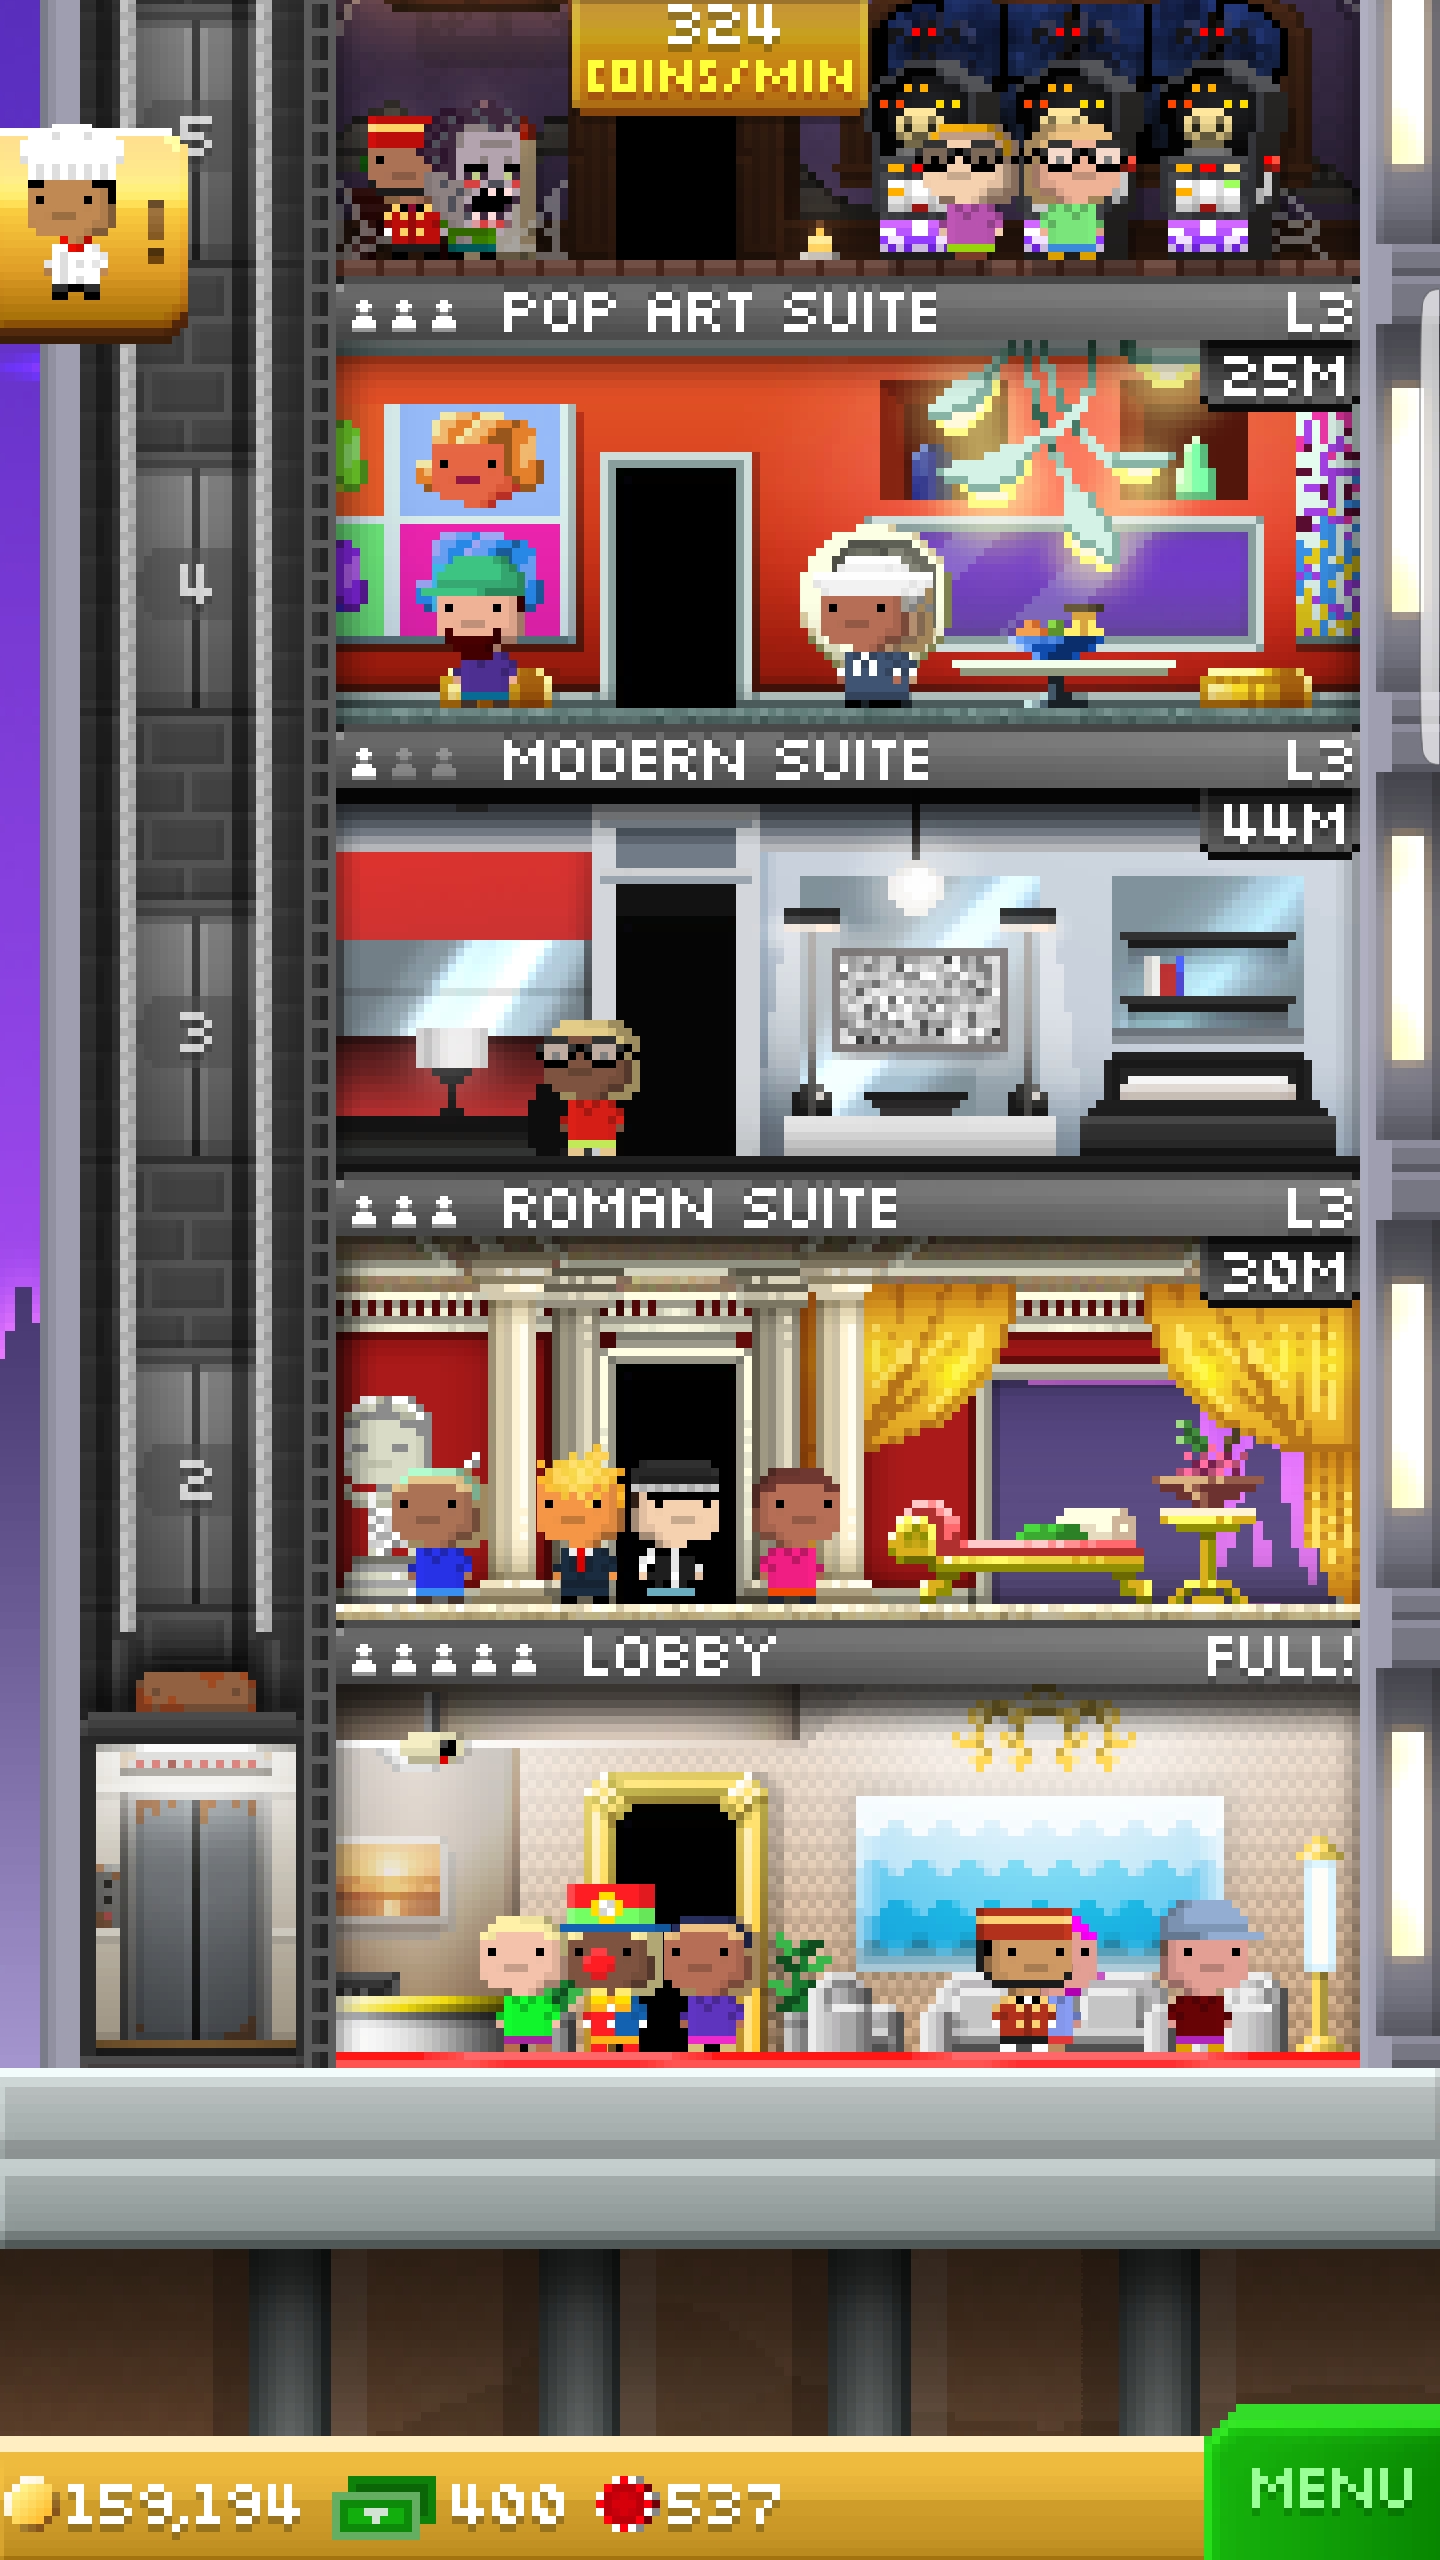 324
COINS/MIN
5
!
POP ART SUITE L3
25M
4
MODERN SUITE L3
44M
3
ROMAN SUITE L3
30M
2
LOBBY FULL!
159,194 400 537
MENU